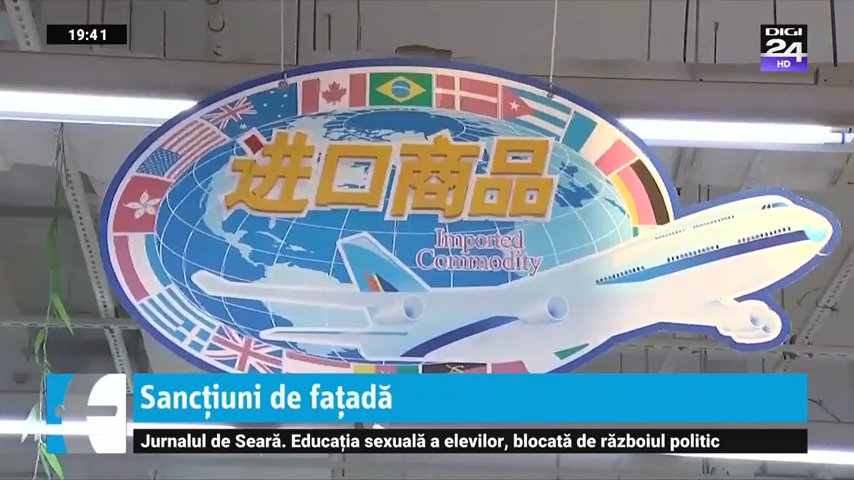 19:41
DIGI
24
HD
进口商品
Imported
Commodity
Sancțiuni de fațadă
Jurnalul de Seară. Educația sexuală a elevilor, blocată de războiul politic